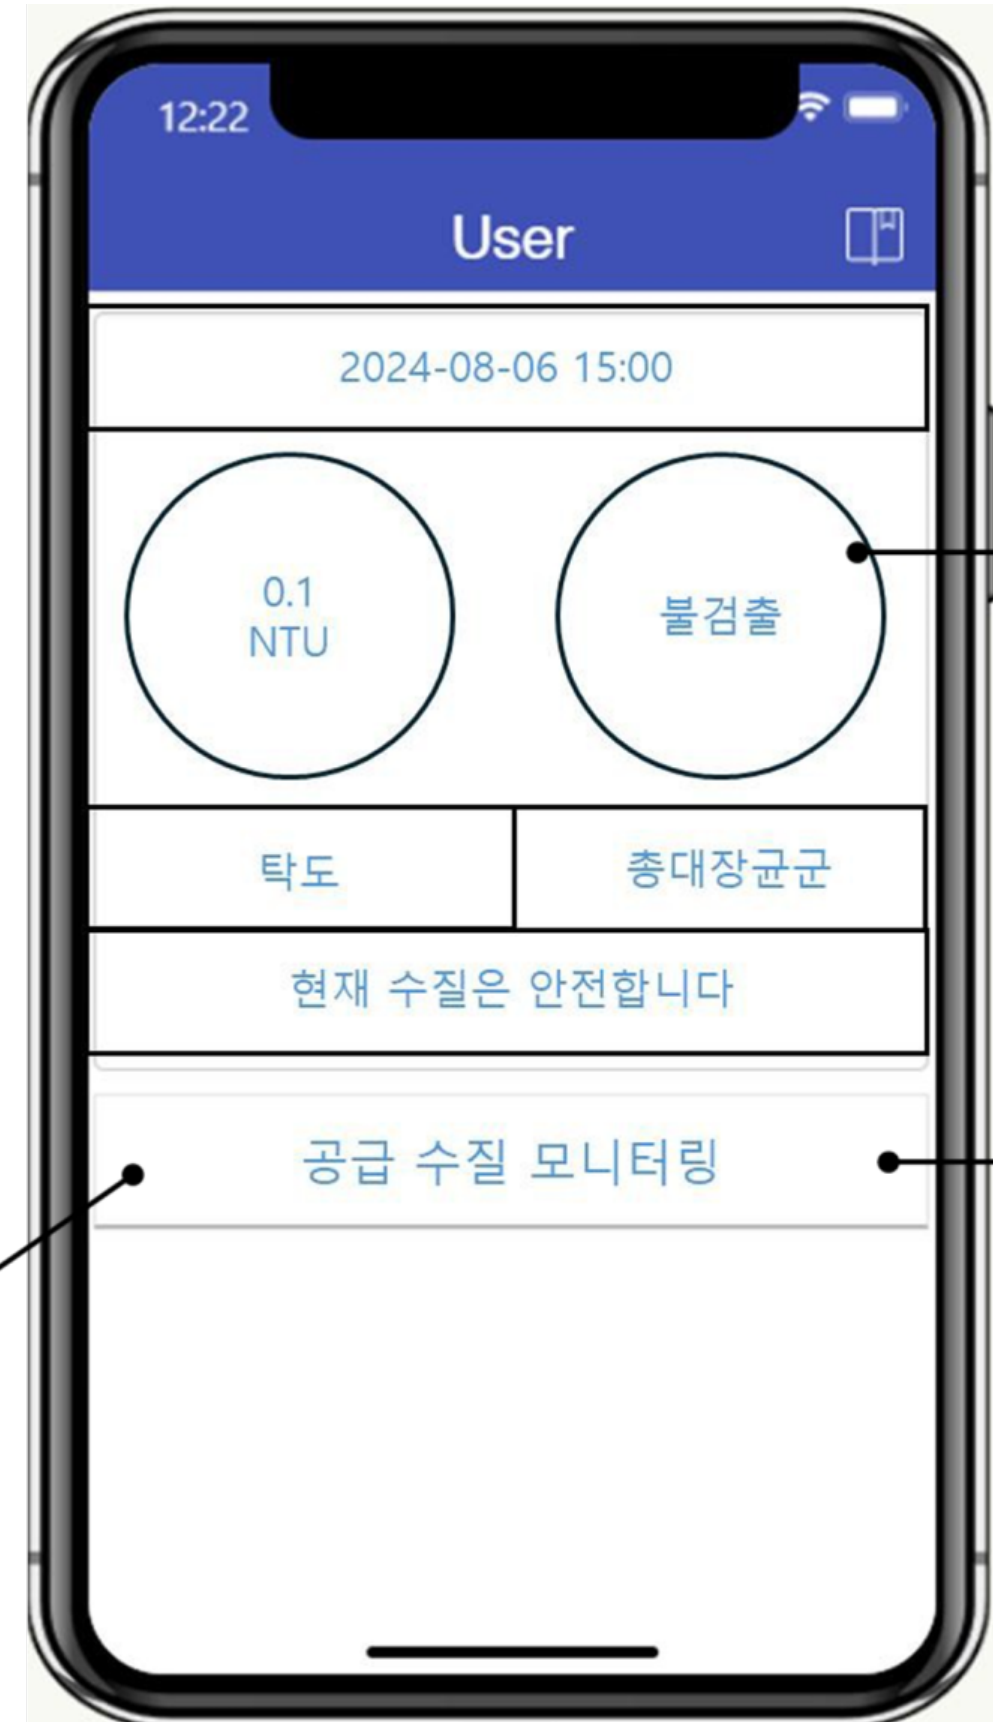 12:22
User
2024-08-06 15:00
0.1
NTU
불검출
탁도
총대장균군
현재 수질은 안전합니다
공급 수질 모니터링